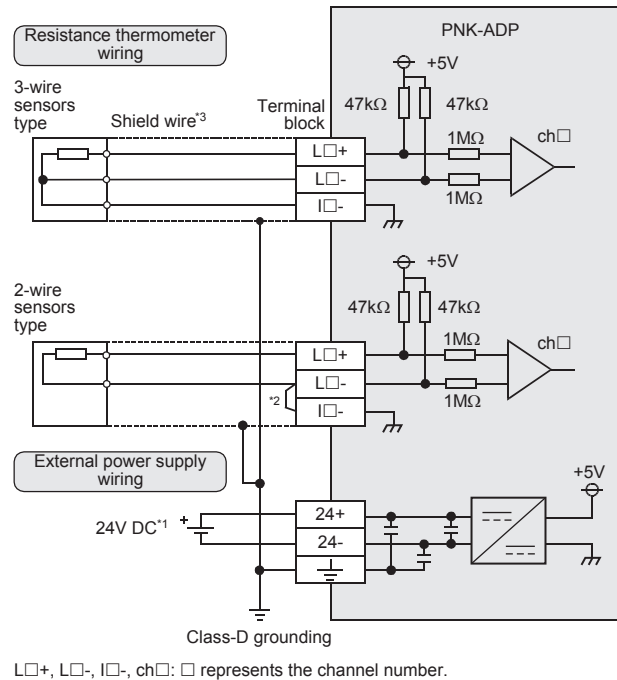 Resistance thermometer
wiring
PNK-ADP
+5V
3-wire
sensors
type
Shield wire*3
Terminal
block
47kΩ
47kΩ
L□+
L□-
I□-
1MΩ
1MΩ
ch□
+5V
2-wire
sensors
type
47kΩ
47kΩ
L□+
L□-
I□-
*2
1MΩ
1MΩ
ch□
External power supply
wiring
+5V
24V DC*1
+
24+
24-
Class-D grounding
L□+, L□-, I□-, ch□: □ represents the channel number.